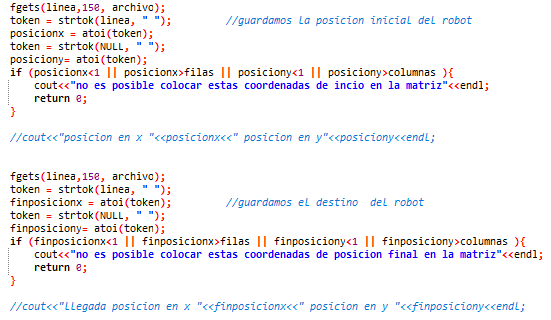 fgets(linea,150, archivo);
token = strtok(linea, " ");          //guardamos la posicion inicial del robot
posicionx = atoi(token);
token = strtok(NULL, " ");
posiciony= atoi(token);
if (posicionx<1 || posicionx>filas || posiciony<1 || posiciony>columnas ){
    cout<<"no es posible colocar estas coordenadas de incio en la matriz"<<endl;
    return 0;
}
//cout<<"posicion en x "<<posicionx<<" posicion en y"<<posiciony<<endl;
fgets(linea,150, archivo);
token = strtok(linea, " ");
finposicionx = atoi(token);          //guardamos el destino  del robot
token = strtok(NULL, " ");
finposiciony= atoi(token);
if (finposicionx<1 || finposicionx>filas || finposiciony<1 || finposiciony>columnas ){
    cout<<"no es posible colocar estas coordenadas de posicion final en la matriz"<<endl;
    return 0;
}
//cout<<"llegada posicion en x "<<finposicionx<<" posicion en y "<<finposiciony<<endl;